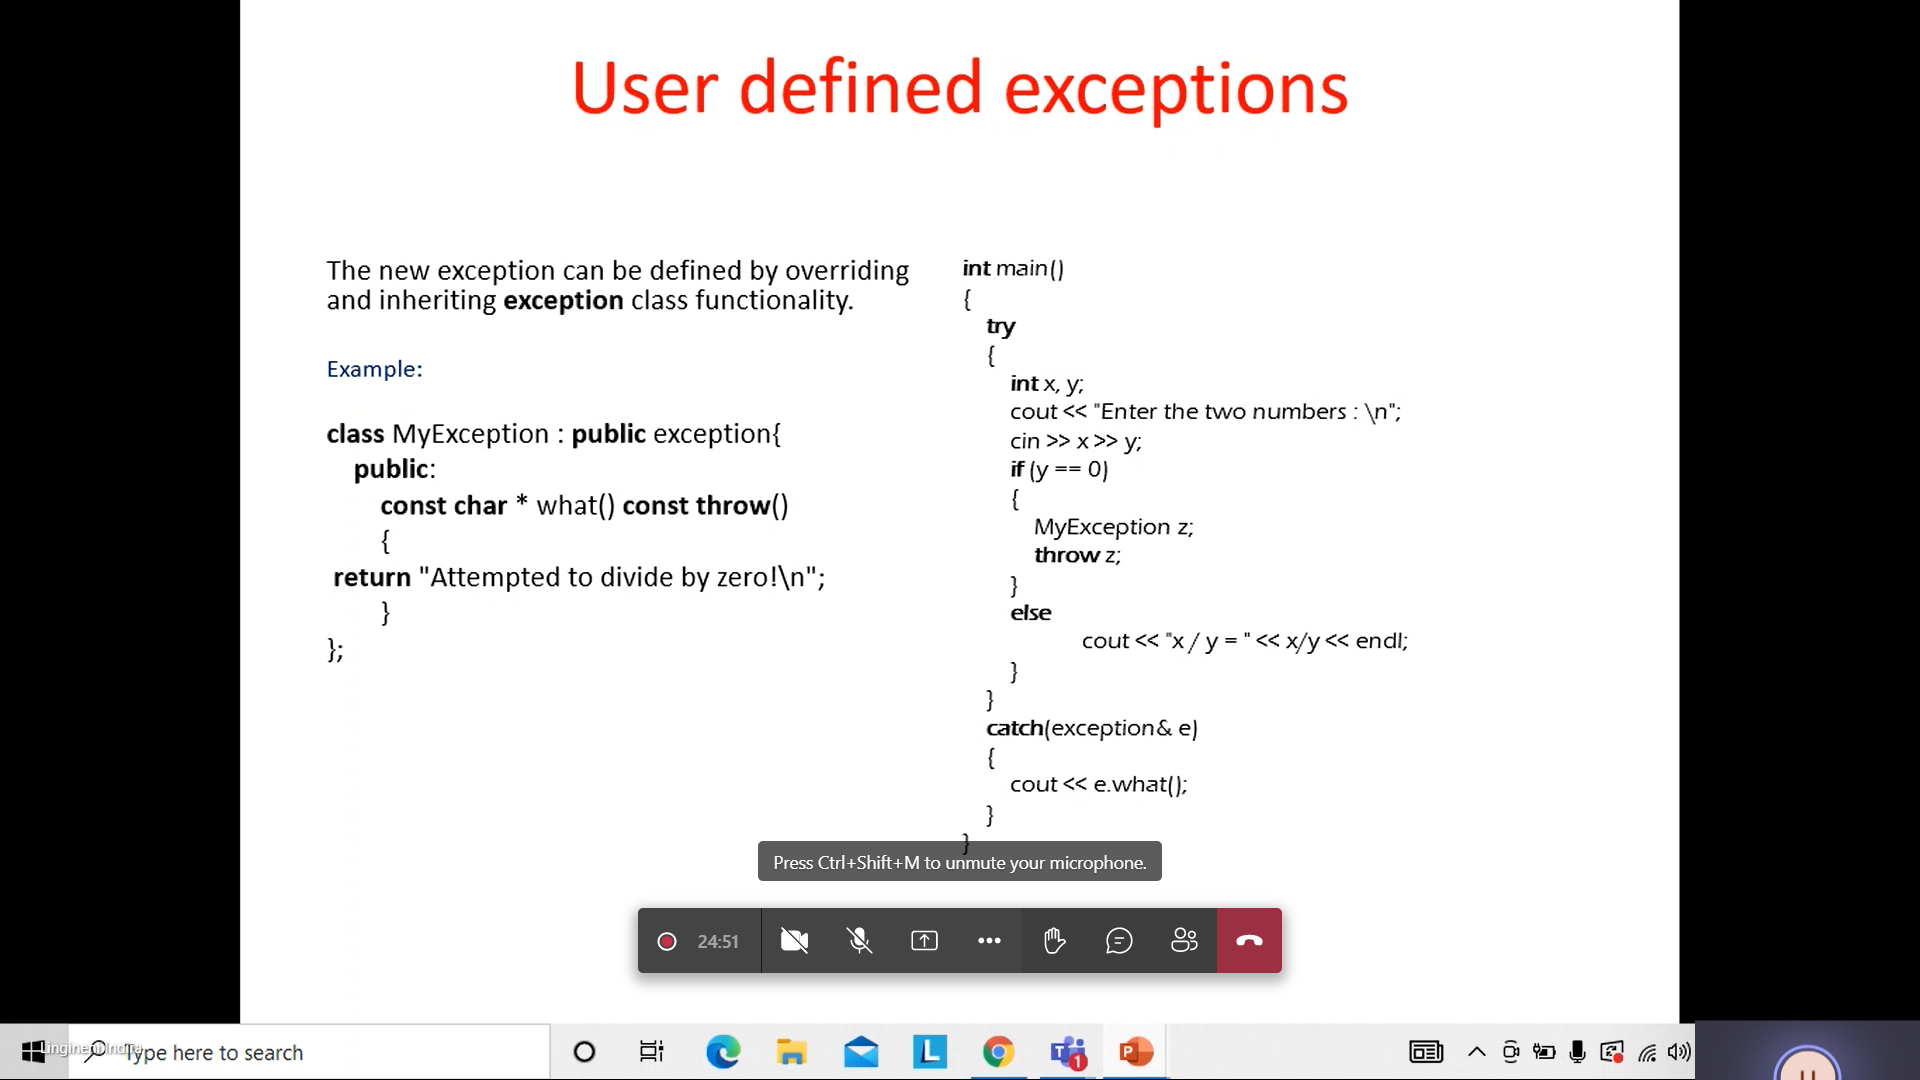 User defined exceptions
The new exception can be defined by overriding
and inheriting exception class functionality.
Example:
class MyException : public exception{
public:
const char * what() const throw()
{
return "Attempted to divide by zero!\n";
}
};
int main()
{
try
{
int x, y;
cout << "Enter the two numbers : \n";
cin >> x >> y;
if (y == 0)
{
MyException z;
throw z;
}
else
cout << "x / y = " << x/y << endl;
}
}
catch(exception& e)
{
cout << e.what();
}
}
Press Ctrl+Shift+M to unmute your microphone.
24:51
Type here to search
1